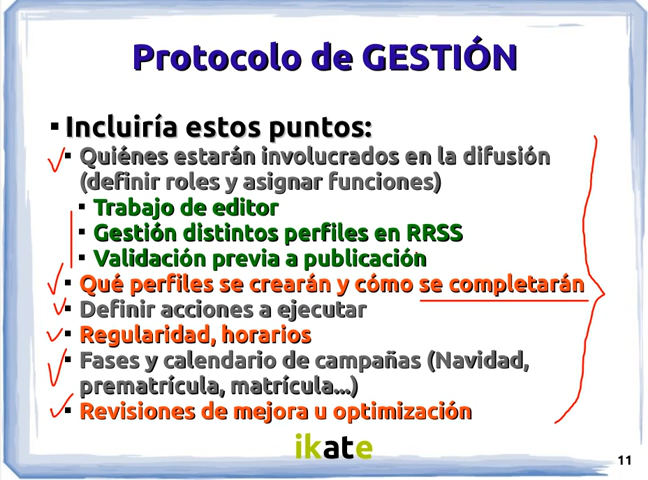 Protocolo de GESTIÓN
Incluiría estos puntos:
Quiénes estarán involucrados en la difusión
(definir roles y asignar funciones)
Trabajo de editor
Gestión distintos perfiles en RRSS
Validación previa a publicación
Qué perfiles se crearán y cómo se completarán
Definir acciones a ejecutar
Regularidad, horarios
Fases y calendario de campañas (Navidad,
prematrícula, matrícula...)
Revisiones de mejora u optimización
ikate
11